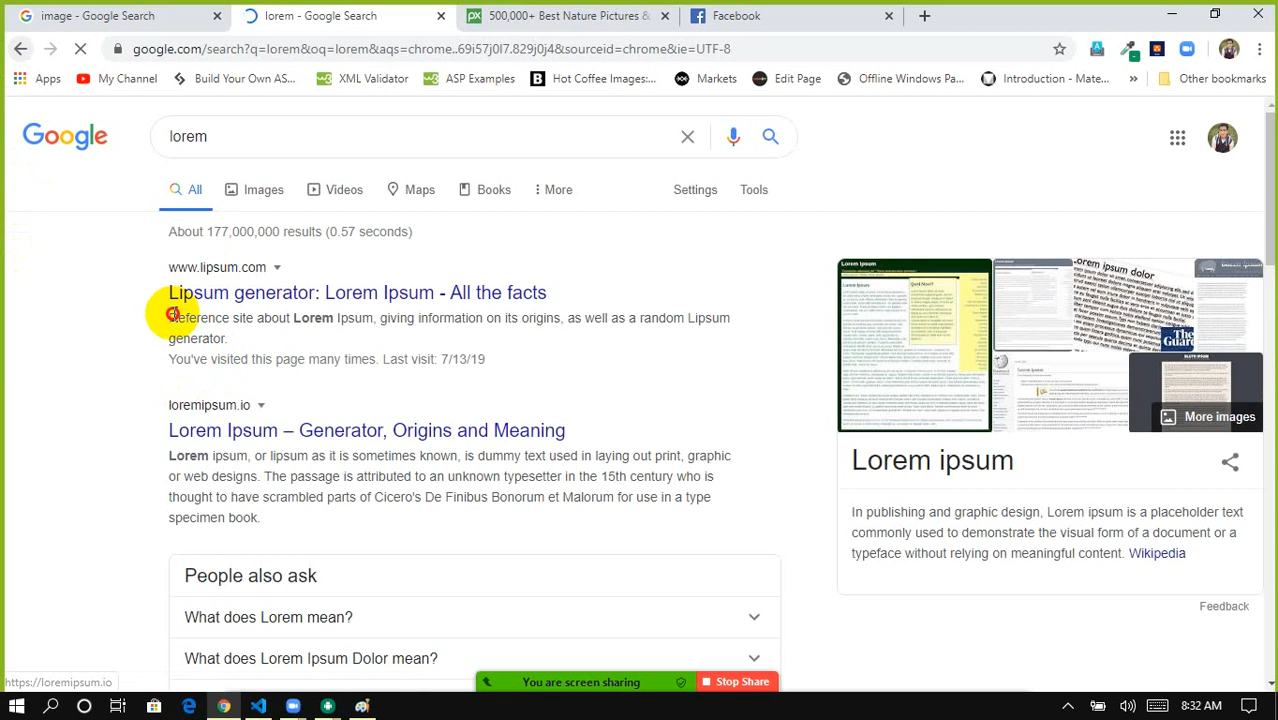 image - Google Search
lorem - Google Search
500,000+ Best Nature Pictures &
Facebook
google.com/search?q=lorem&oq=lorem&aqs=chrome..69i57j0l7.829j0j4&sourceid=chrome&ie=UTF-8
Apps
My Channel
Build Your Own AS...
XML Validator
ASP Examples
Hot Coffee Images:...
Markets
Edit Page
Offline Windows Pa...
Introduction - Mate...
»
Other bookmarks
Google
lorem
All
Images
Videos
Maps
Books
More
Settings
Tools
About 177,000,000 results (0.57 seconds)
www.lipsum.com
Lipsum generator: Lorem Ipsum - All the facts
Lorem Ipsum, giving information on its origins, as well as a random Lipsum
generator.
You've visited this page many times. Last visit: 7/13/19
loremipsum.io
Lorem Ipsum – Generator, Origins and Meaning
Lorem ipsum, or lipsum as it is sometimes known, is dummy text used in laying out print, graphic
or web designs. The passage is attributed to an unknown typesetter in the 15th century who is
thought to have scrambled parts of Cicero's De Finibus Bonorum et Malorum for use in a type
specimen book.
People also ask
What does Lorem mean?
What does Lorem Ipsum Dolor mean?
More images
Lorem ipsum
In publishing and graphic design, Lorem ipsum is a placeholder text
commonly used to demonstrate the visual form of a document or a
typeface without relying on meaningful content. Wikipedia
Feedback
https://loremipsum.io
You are screen sharing
Stop Share
8:32 AM